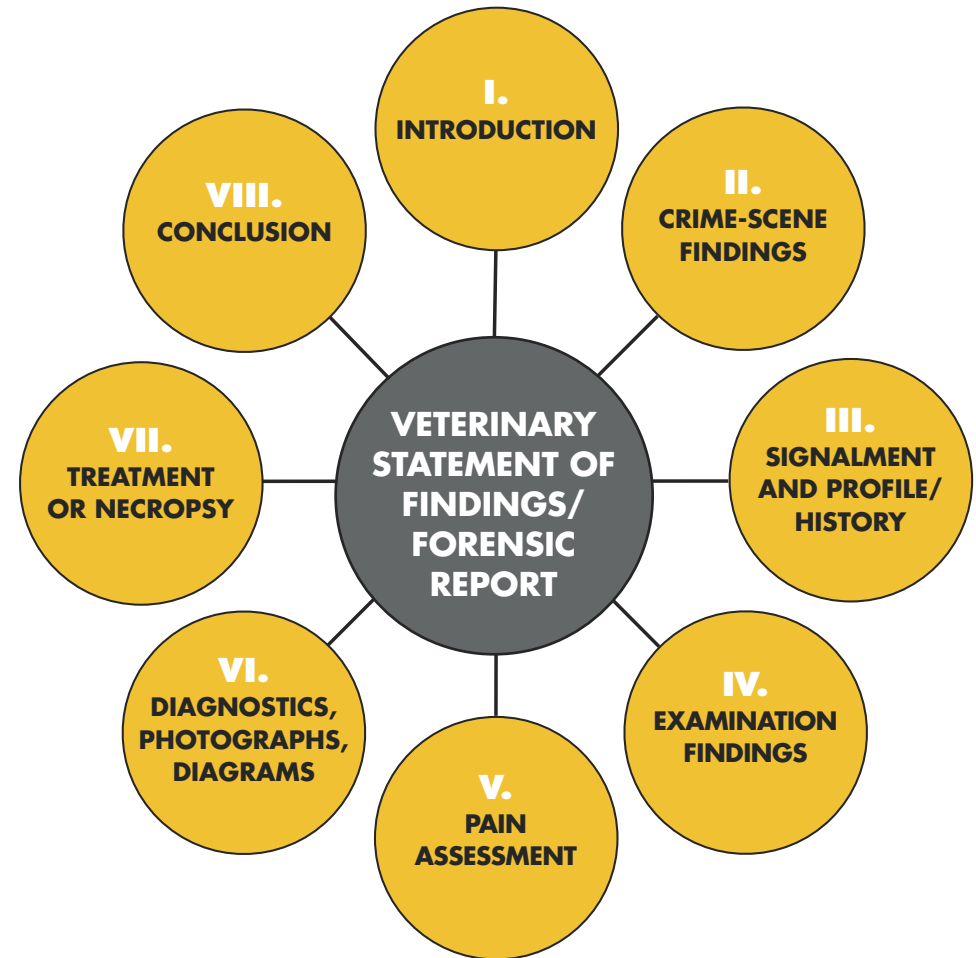 VETERINARY
STATEMENT OF
FINDINGS/
FORENSIC
REPORT
I.
INTRODUCTION
II.
CRIME-SCENE
FINDINGS
III.
SIGNALMENT
AND PROFILE/
HISTORY
IV.
EXAMINATION
FINDINGS
V.
PAIN
ASSESSMENT
VI.
DIAGNOSTICS,
PHOTOGRAPHS,
DIAGRAMS
VII.
TREATMENT
OR NECROPSY
VIII.
CONCLUSION